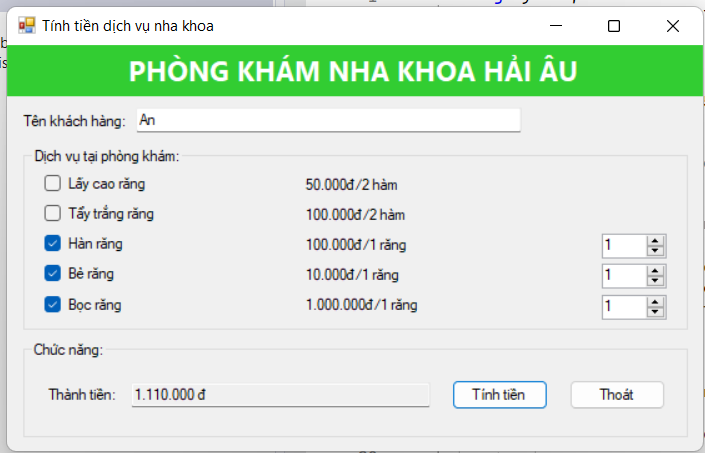 Tính tiền dịch vụ nha khoa
PHÒNG KHÁM NHA KHOA HẢI ÂU
Tên khách hàng: An
Dịch vụ tại phòng khám:
Lấy cao răng 50.000đ/2 hàm
Tẩy trắng răng 100.000đ/2 hàm
Hàn răng 100.000đ/1 răng 1
Bẻ răng 10.000đ/1 răng 1
Bọc răng 1.000.000đ/1 răng 1
Chức năng:
Thành tiền: 1.110.000 đ Tính tiền Thoát